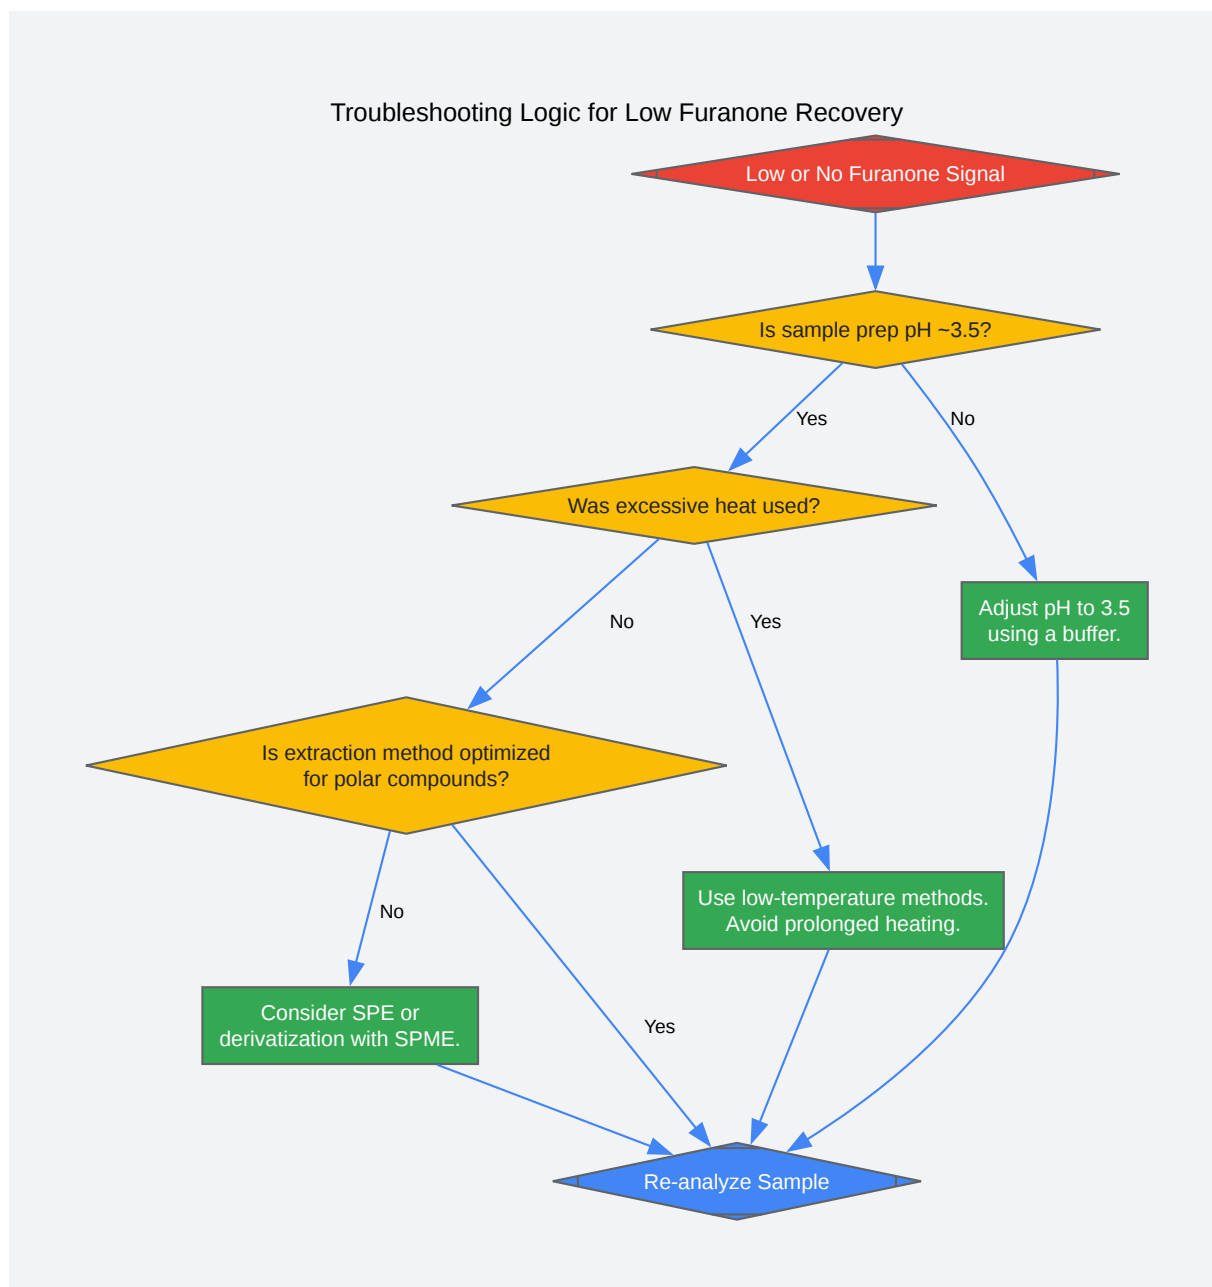 Troubleshooting Logic for Low Furanone Recovery
Low or No Furanone Signal
Is sample prep pH ~3.5?
Yes
No
Was excessive heat used?
Adjust pH to 3.5
using a buffer.
No
Yes
Is extraction method optimized
for polar compounds?
Use low-temperature methods.
Avoid prolonged heating.
No
Consider SPE or
derivatization with SPME.
Yes
Re-analyze Sample